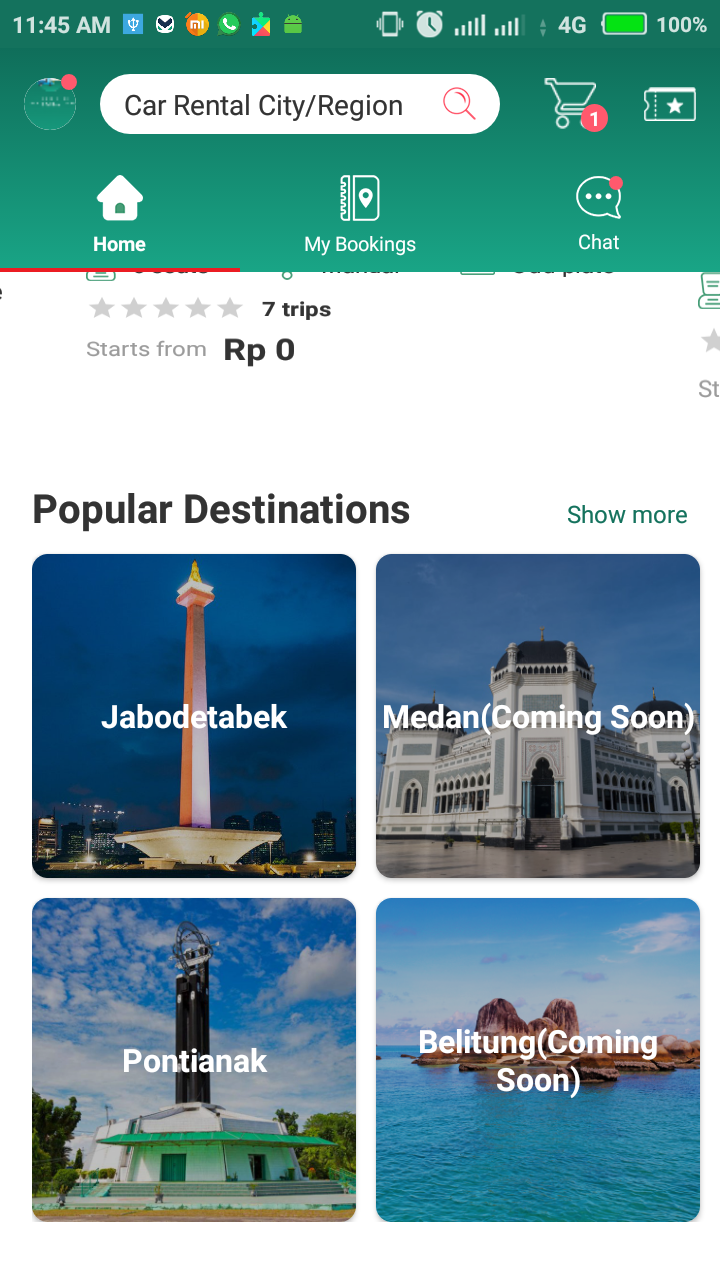 11:45 AM
4G
100%
Car Rental City/Region
1
Home
My Bookings
Chat
7 trips
Starts from Rp 0
St
Popular Destinations
Show more
Jabodetabek
Medan(Coming Soon)
Pontianak
Belitung(Coming
Soon)